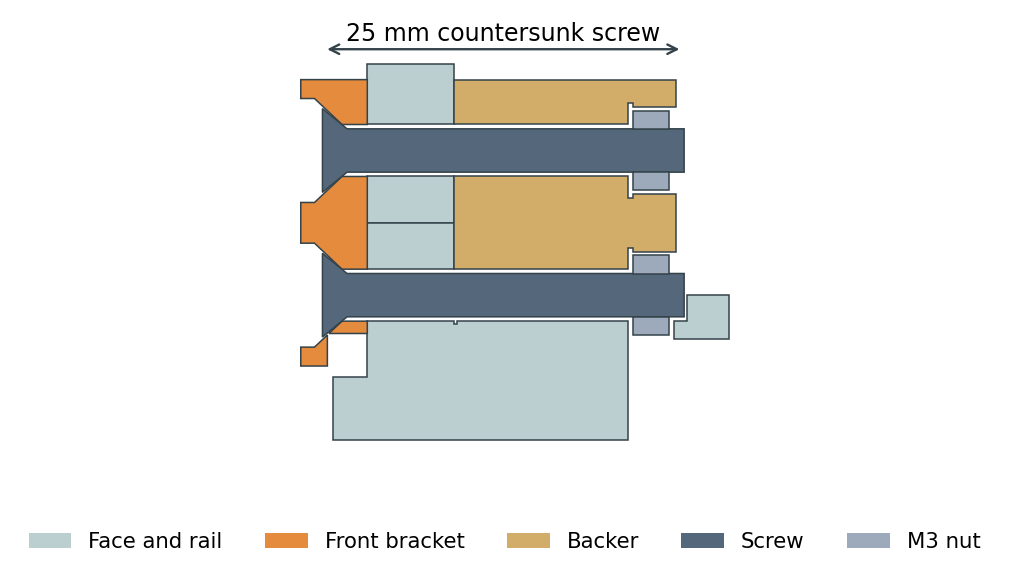 25 mm countersunk screw
Face and rail
Front bracket
Backer
Screw
M3 nut